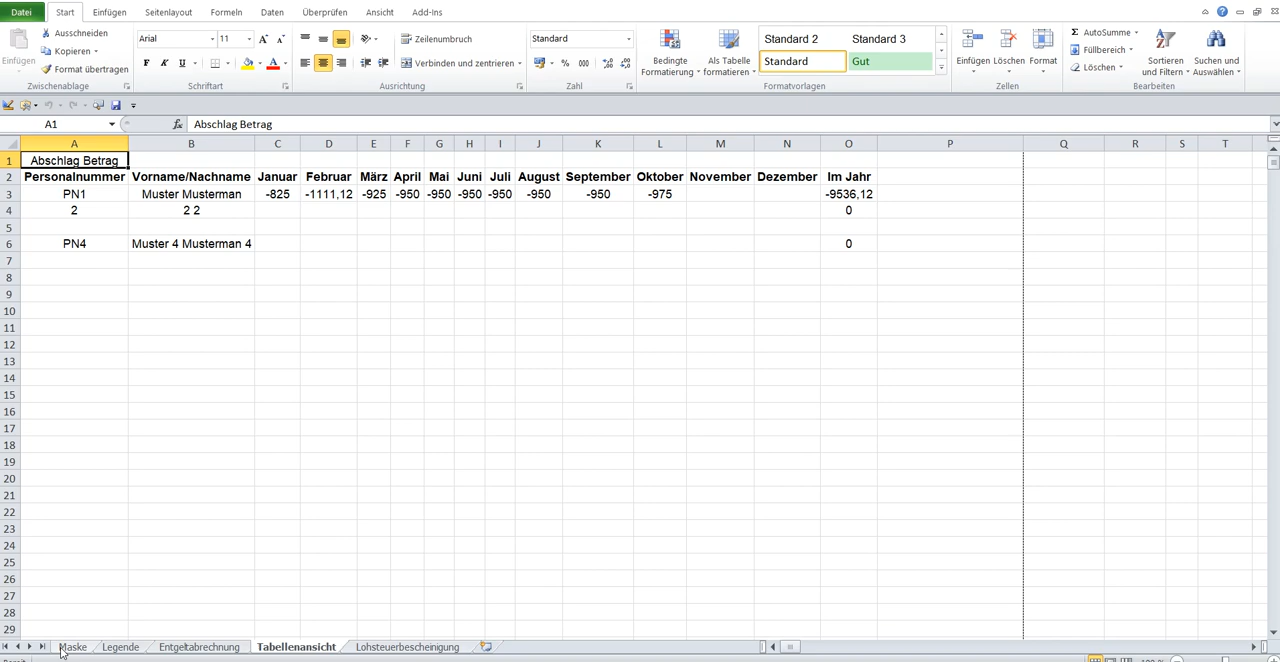 Datei Start Einfügen Seitenlayout Formeln Daten Überprüfen Ansicht Add-Ins
Ausschneiden
Kopieren
Format übertragen
Einfügen
Zwischenablage
Arial 11
F K U
Schriftart
Zeilenumbruch
Verbinden und zentrieren
Ausrichtung
Standard
% 000
Zahl
Bedingte Formatierung
Als Tabelle formatieren
Standard 2 Standard 3
Standard Gut
Formatvorlagen
Einfügen Löschen Format
Zellen
Σ AutoSumme
Füllbereich
Löschen
Sortieren und Filtern
Suchen und Auswählen
Bearbeiten
A1 fx Abschlag Betrag
A B C D E F G H I J K L M N O P Q R S T
1 Abschlag Betrag
2 Personalnummer Vorname/Nachname Januar Februar März April Mai Juni Juli August September Oktober November Dezember Im Jahr
3 PN1 Muster Musterman -825 -1111,12 -925 -950 -950 -950 -950 -950 -950 -975 -9536,12
4 2 2 2 0
5
6 PN4 Muster 4 Musterman 4 0
7
8
9
10
11
12
13
14
15
16
17
18
19
20
21
22
23
24
25
26
27
28
29
Maske Legende Entgeltabrechnung Tabellenansicht Lohsteuerbescheinigung